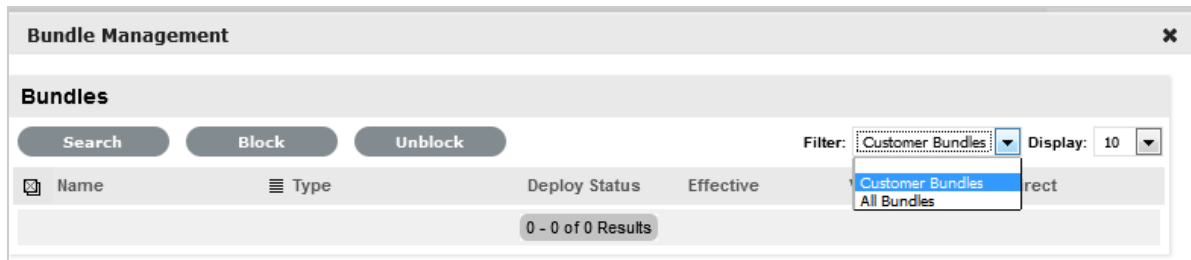 Bundle Management
Bundles
Search Block Unblock Filter: Customer Bundles Display: 10
Name Type Deploy Status Effective
Customer Bundles
All Bundles
0 - 0 of 0 Results